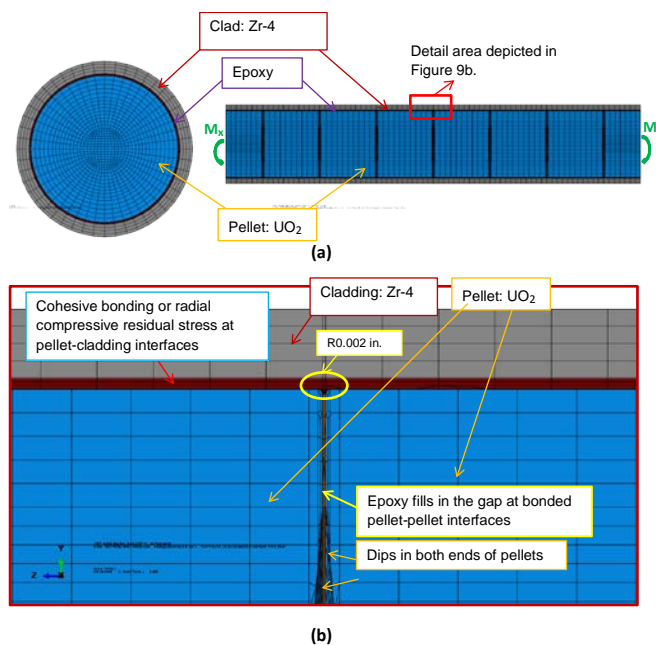 Clad: Zr-4
Epoxy
Detail area depicted in
Figure 9b.
Mx
M
Pellet: UO2
(a)
Cohesive bonding or radial
compressive residual stress at
pellet-cladding interfaces
Cladding: Zr-4
Pellet: UO2
R0.002 in.
Epoxy fills in the gap at bonded
pellet-pellet interfaces
Dips in both ends of pellets
Y
Z
X
(b)